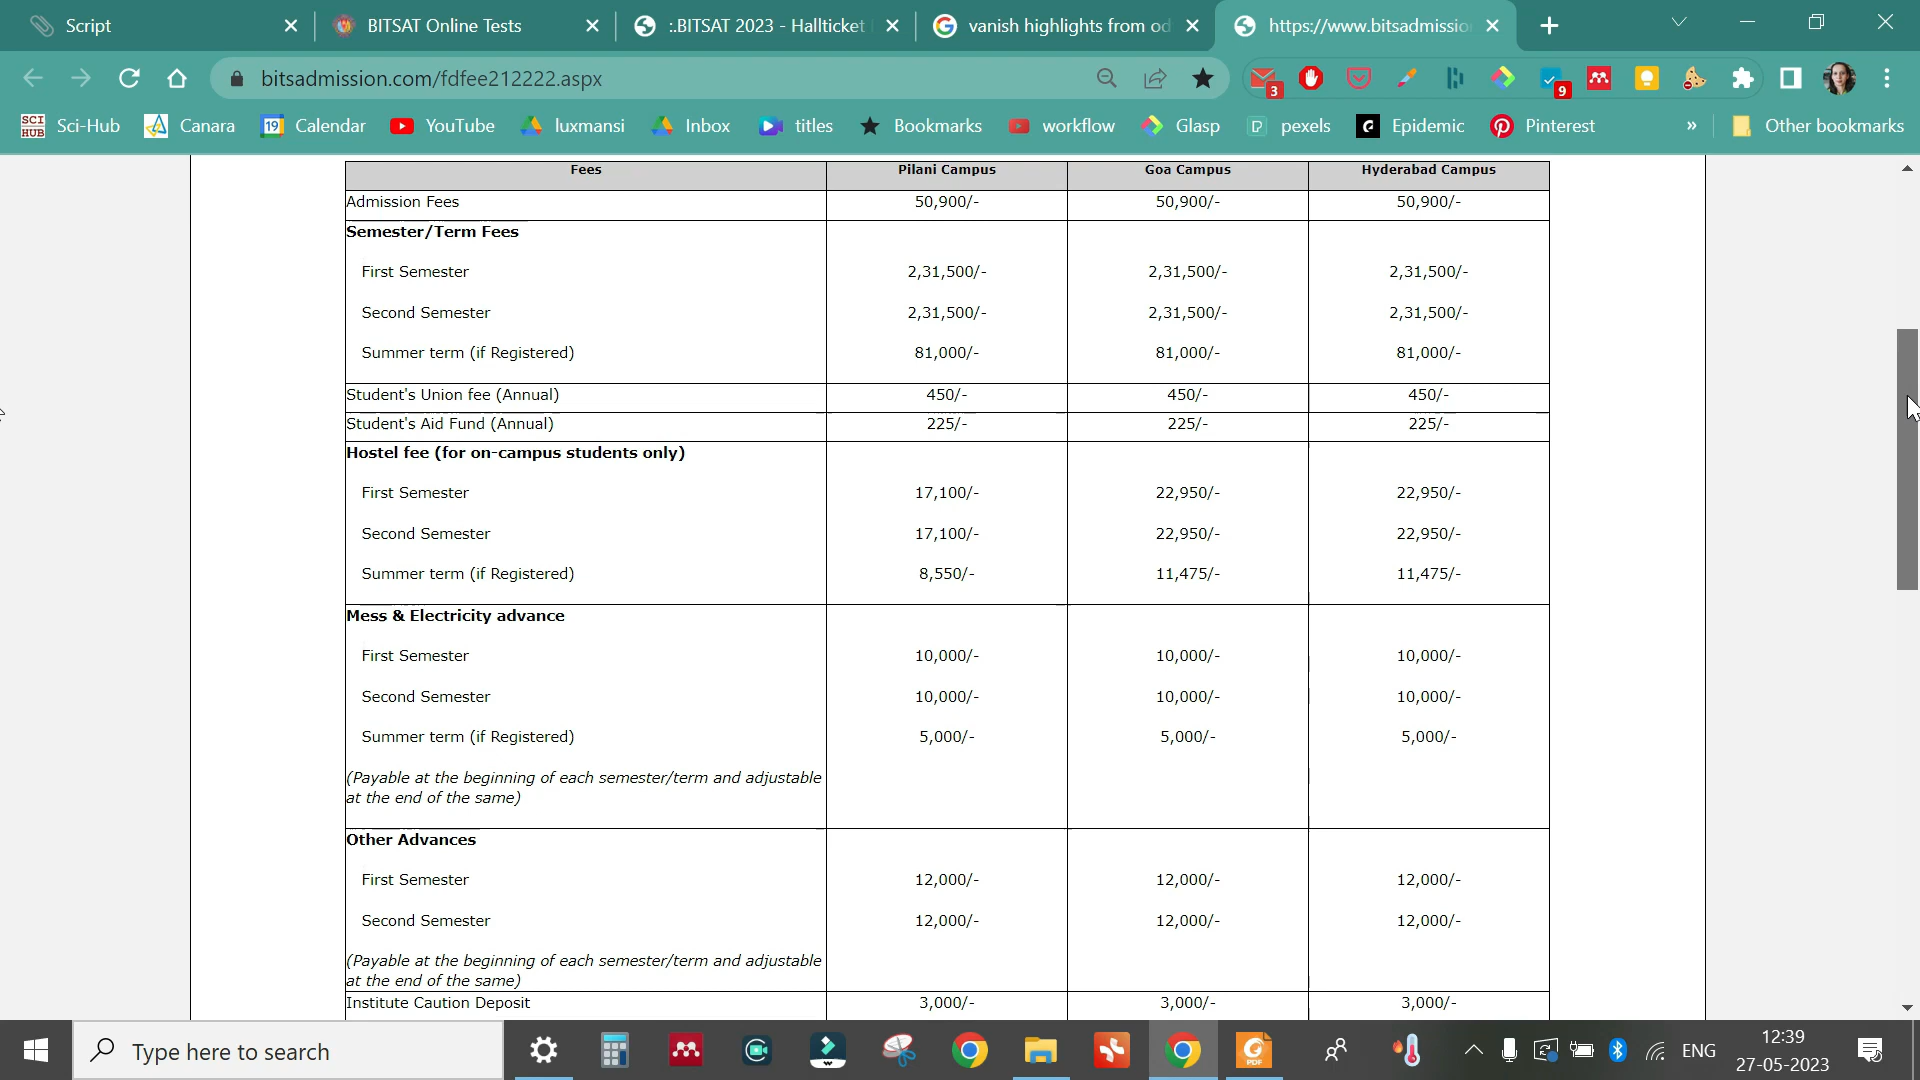 Script
BITSAT Online Tests
:.BITSAT 2023 - Hallticket
vanish highlights from od
https://www.bitsadmissio
bitsadmission.com/fdfee212222.aspx
3
9
SCI HUB Sci-Hub
Canara
19 Calendar
YouTube
luxmansi
Inbox
titles
Bookmarks
workflow
Glasp
pexels
Epidemic
Pinterest
»
Other bookmarks
Fees Pilani Campus Goa Campus Hyderabad Campus
Admission Fees 50,900/- 50,900/- 50,900/-
Semester/Term Fees
First Semester 2,31,500/- 2,31,500/- 2,31,500/-
Second Semester 2,31,500/- 2,31,500/- 2,31,500/-
Summer term (if Registered) 81,000/- 81,000/- 81,000/-
Student's Union fee (Annual) 450/- 450/- 450/-
Student's Aid Fund (Annual) 225/- 225/- 225/-
Hostel fee (for on-campus students only)
First Semester 17,100/- 22,950/- 22,950/-
Second Semester 17,100/- 22,950/- 22,950/-
Summer term (if Registered) 8,550/- 11,475/- 11,475/-
Mess & Electricity advance
First Semester 10,000/- 10,000/- 10,000/-
Second Semester 10,000/- 10,000/- 10,000/-
Summer term (if Registered) 5,000/- 5,000/- 5,000/-
(Payable at the beginning of each semester/term and adjustable
at the end of the same)
Other Advances
First Semester 12,000/- 12,000/- 12,000/-
Second Semester 12,000/- 12,000/- 12,000/-
(Payable at the beginning of each semester/term and adjustable
at the end of the same)
Institute Caution Deposit 3,000/- 3,000/- 3,000/-
Type here to search
PDF
ENG
12:39
27-05-2023